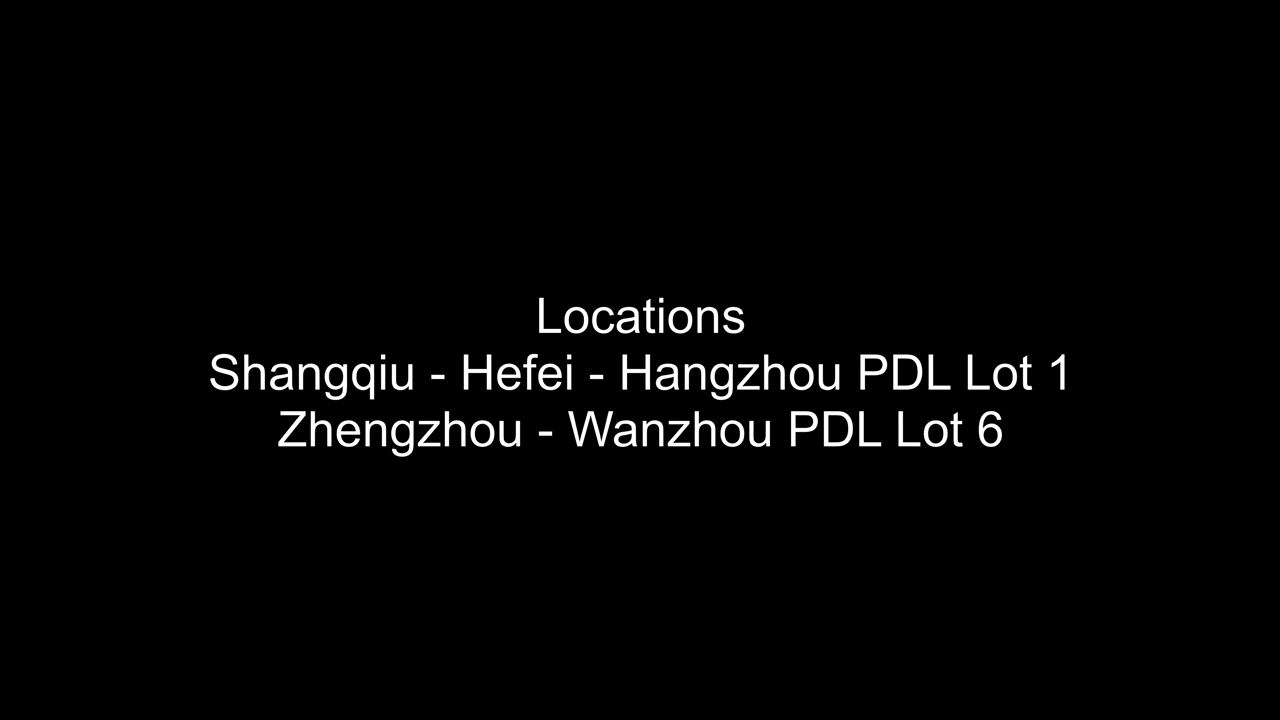 Locations
Shangqiu - Hefei - Hangzhou PDL Lot 1
Zhengzhou - Wanzhou PDL Lot 6